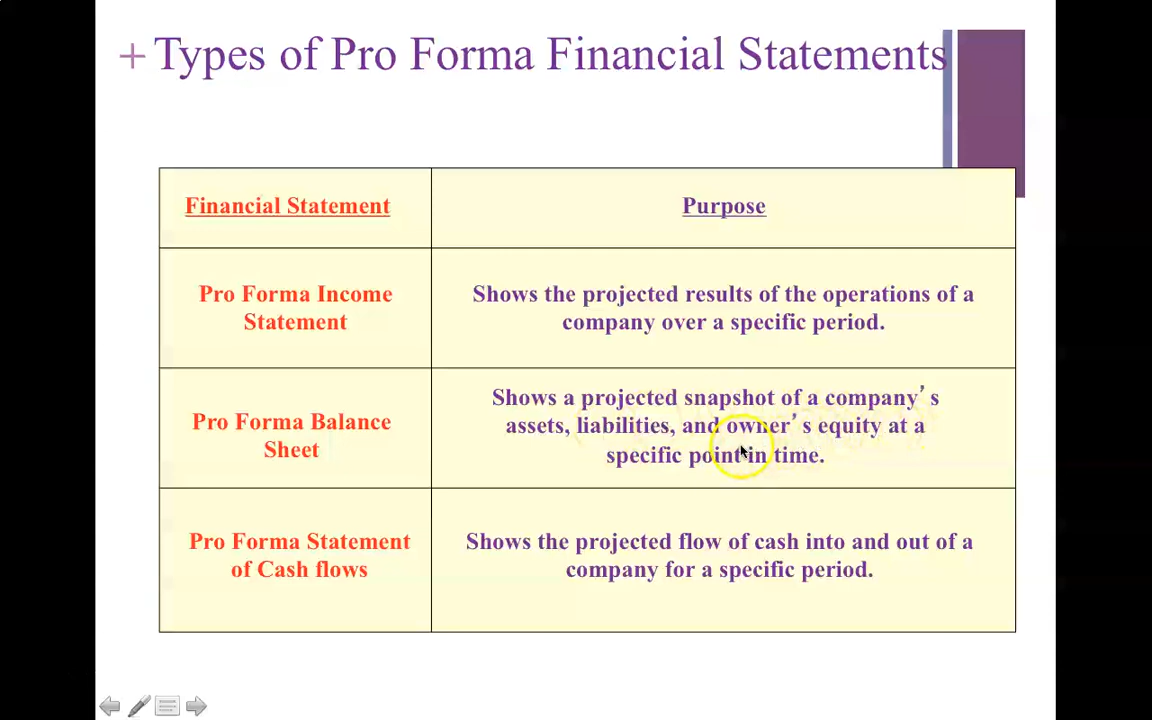 + Types of Pro Forma Financial Statements
Financial Statement
Purpose
Pro Forma Income
Statement
Shows the projected results of the operations of a
company over a specific period.
Pro Forma Balance
Sheet
Shows a projected snapshot of a company’s
assets, liabilities, and owner’s equity at a
specific point in time.
Pro Forma Statement
of Cash flows
Shows the projected flow of cash into and out of a
company for a specific period.